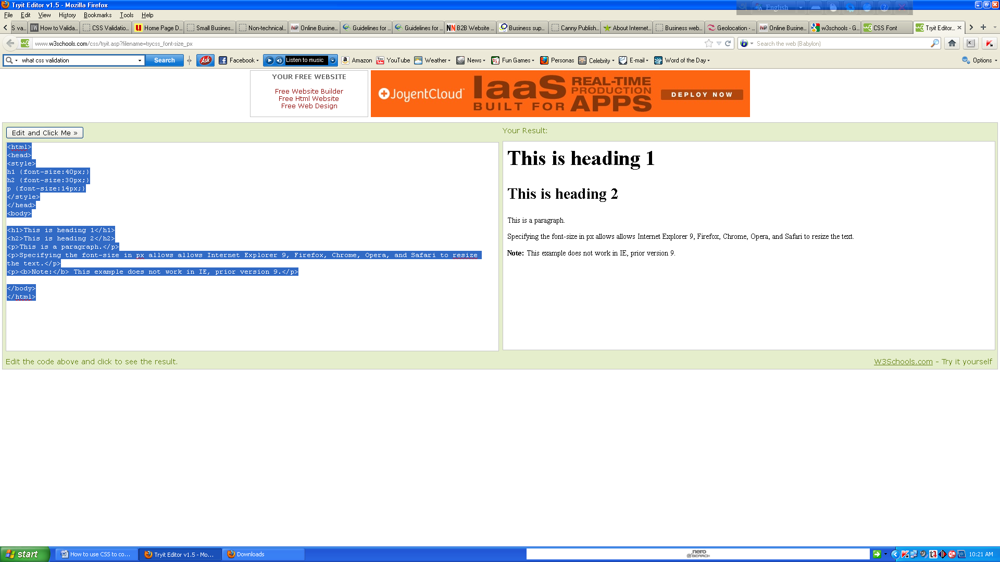 Tryit Editor v1.5 - Mozilla Firefox
English
File Edit View History Bookmarks Tools Help
S va... How to Valida... CSS Validatio... Home Page D... Small Business... Non-technical... Online Busine... Guidelines for ... Guidelines for ... B2B Website ... Business sup... Canny Publish... About Internet... Business web... Geolocation - ... Online Busine... w3schools - G... CSS Font Tryit Editor...
www.w3schools.com/css/tryit.asp?filename=trycss_font-size_px Search the web (Babylon)
what css validation Search Ask Facebook Listen to music Amazon YouTube Weather News Fun Games Personas Celebrity E-mail Word of the Day Options
YOUR FREE WEBSITE
Free Website Builder
Free Html Website
Free Web Design
JoyentCloud IaaS BUILT FOR REAL-TIME PRODUCTION APPS DEPLOY NOW
Edit and Click Me »
<html>
<head>
<style>
h1 {font-size:40px;}
h2 {font-size:30px;}
p {font-size:14px;}
</style>
</head>
<body>
<h1>This is heading 1</h1>
<h2>This is heading 2</h2>
<p>This is a paragraph.</p>
<p>Specifying the font-size in px allows allows Internet Explorer 9, Firefox, Chrome, Opera, and Safari to resize
the text.</p>
<p><b>Note:</b> This example does not work in IE, prior version 9.</p>
</body>
</html>
Your Result:
This is heading 1
This is heading 2
This is a paragraph.
Specifying the font-size in px allows allows Internet Explorer 9, Firefox, Chrome, Opera, and Safari to resize the text.
Note: This example does not work in IE, prior version 9.
Edit the code above and click to see the result.
W3Schools.com - Try it yourself
start How to use CSS to co... Tryit Editor v1.5 - Mo... Downloads nero SEARCH 10:21 AM